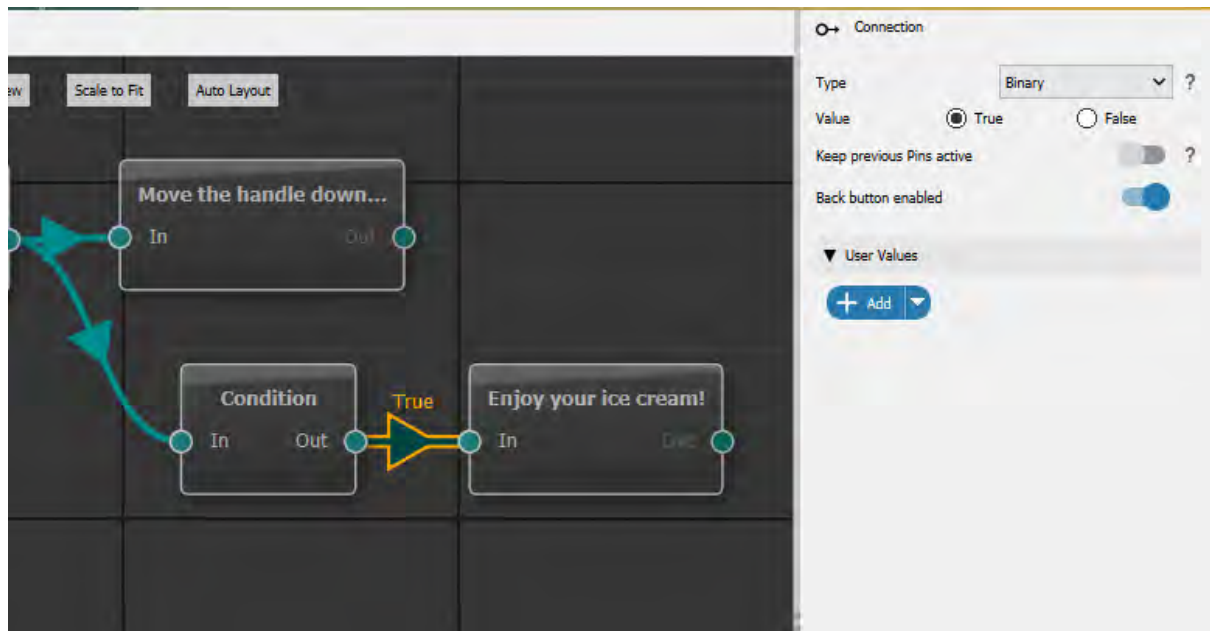 ew
Scale to Fit
Auto Layout
Move the handle down...
In
Out
Condition
True
Enjoy your ice cream!
In
Out
In
Connection
Type
Binary
?
Value
True
False
Keep previous Pins active
?
Back button enabled
User Values
Add